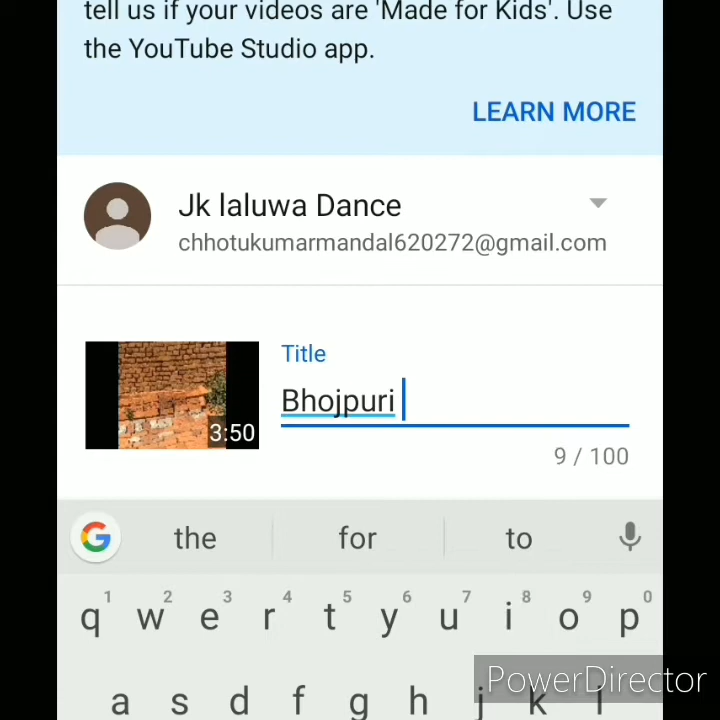 tell us if your videos are 'Made for Kids'. Use
the YouTube Studio app.
LEARN MORE
Jk laluwa Dance
chhotukumarmandal620272@gmail.com
Title
Bhojpuri
3:50
9 / 100
G the for to
1 2 3 4 5 6 7 8 9 0
q w e r t y u i o p
a s d f g h j k l
PowerDirector